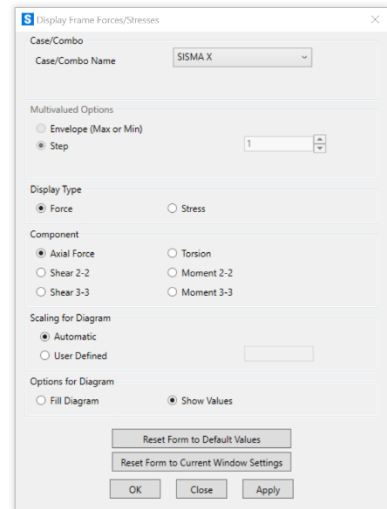 S Display Frame Forces/Stresses
Case/Combo
Case/Combo Name SISMA X
Multivalued Options
Envelope (Max or Min)
Step 1
Display Type
Force Stress
Component
Axial Force Torsion
Shear 2-2 Moment 2-2
Shear 3-3 Moment 3-3
Scaling for Diagram
Automatic
User Defined
Options for Diagram
Fill Diagram Show Values
Reset Form to Default Values
Reset Form to Current Window Settings
OK Close Apply